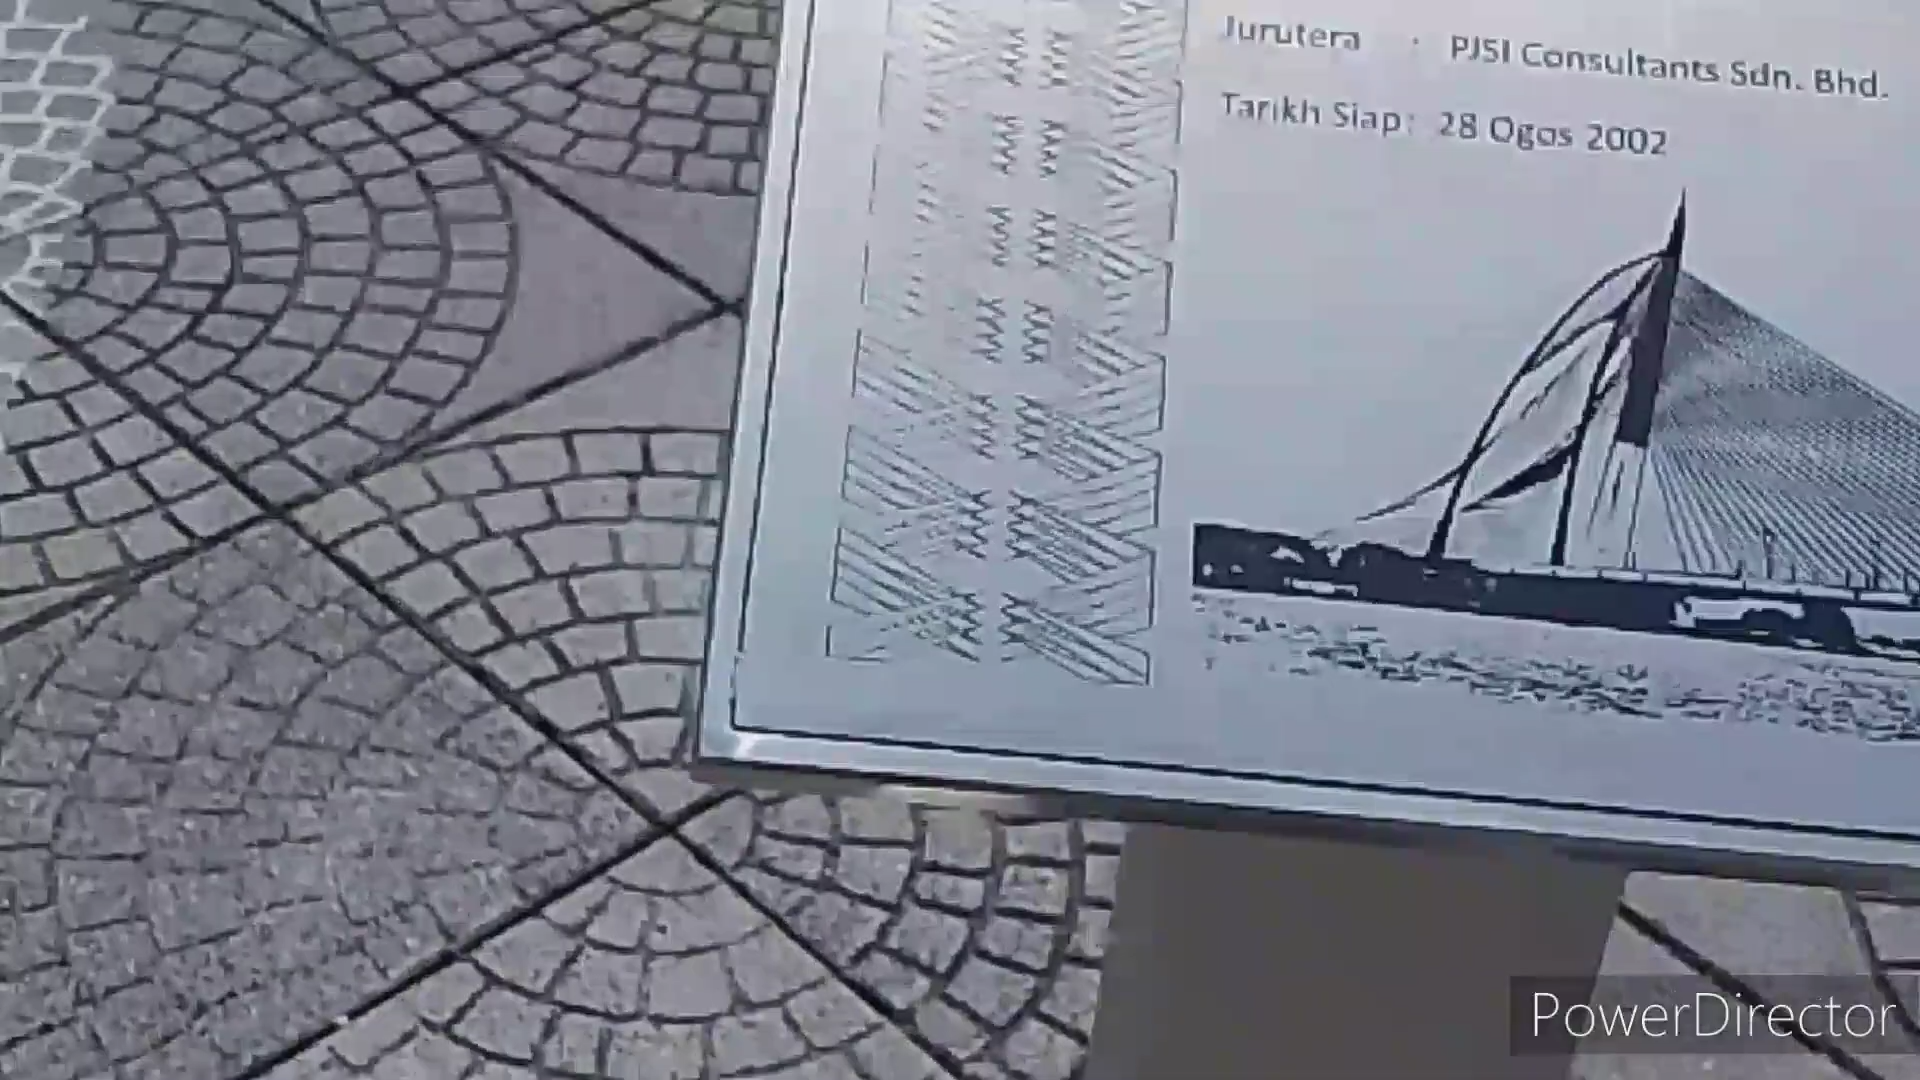 Jurutera : PJSI Consultants Sdn. Bhd.
Tarikh Siap: 28 Ogos 2002
PowerDirector